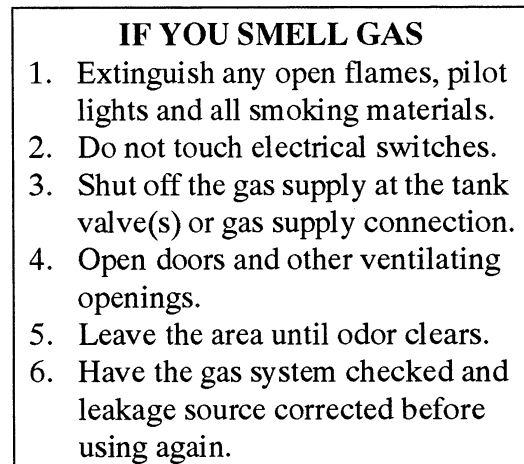 IF YOU SMELL GAS
1. Extinguish any open flames, pilot
lights and all smoking materials.
2. Do not touch electrical switches.
3. Shut off the gas supply at the tank
valve(s) or gas supply connection.
4. Open doors and other ventilating
openings.
5. Leave the area until odor clears.
6. Have the gas system checked and
leakage source corrected before
using again.